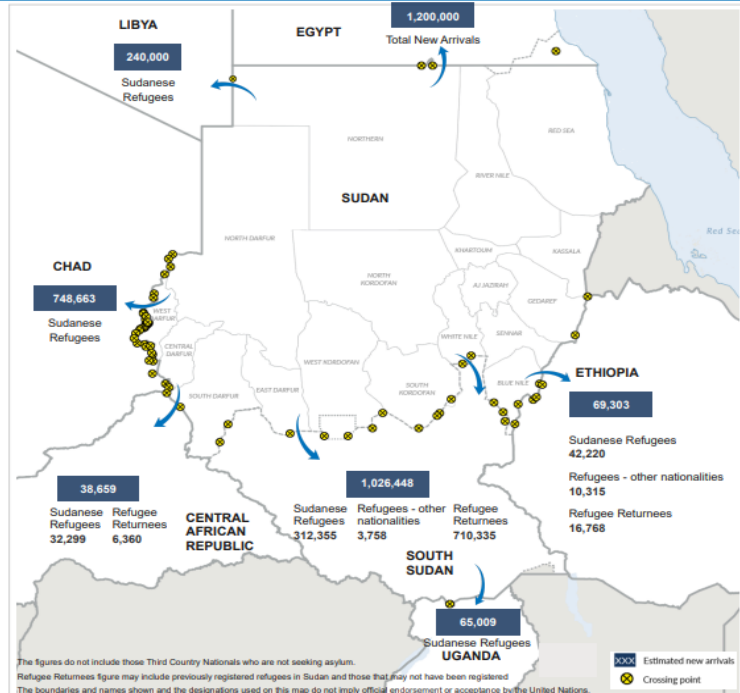 LIBYA
240,000
Sudanese
Refugees
EGYPT
1,200,000
Total New Arrivals
NORTHERN
RED SEA
RIVER NILE
SUDAN
Red Sea
NORTH DARFUR
KHARTOUM
KASSALA
NORTH
KORDOFAN
AJ JAZIRAH
GEDAREF
CHAD
748,663
Sudanese
Refugees
WEST
DARFUR
CENTRAL
DARFUR
WHITE NILE
SENNAR
WEST KORDOFAN
SOUTH
KORDOFAN
BLUE NILE
SOUTH DARFUR
EAST DARFUR
ETHIOPIA
69,303
Sudanese Refugees
42,220
Refugees - other nationalities
10,315
Refugee Returnees
16,768
38,659
Sudanese
Refugees
32,299
Refugee
Returnees
6,360
CENTRAL
AFRICAN
REPUBLIC
1,026,448
Sudanese
Refugees
312,355
Refugees - other
nationalities
3,758
Refugee
Returnees
710,335
SOUTH
SUDAN
65,009
Sudanese Refugees
UGANDA
XXX Estimated new arrivals
Crossing point
The figures do not include those Third Country Nationals who are not seeking asylum.
Refugee Returnees figure may include previously registered refugees in Sudan and those that may not have been registered
The boundaries and names shown and the designations used on this map do not imply official endorsement or acceptance by the United Nations.